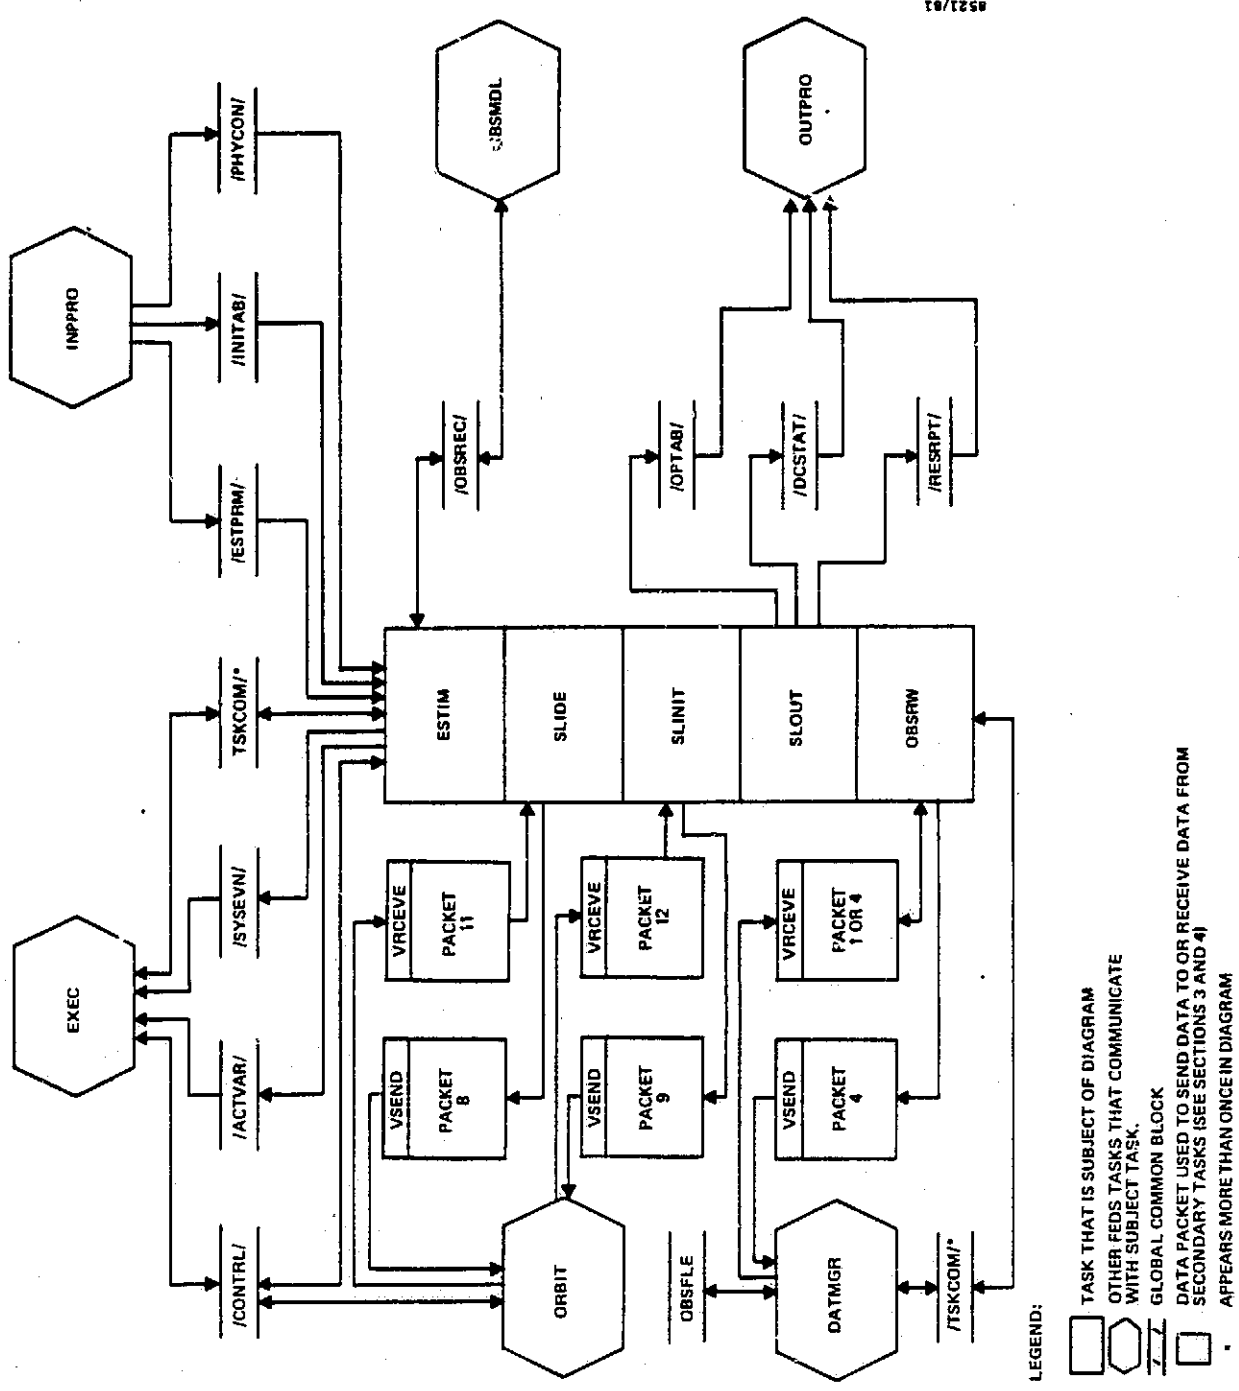 8521/81
INPPRO
EXEC
/PHYCON/
/INITAB/
/ESTPRM/
TSKCOM/*
/SYSEVN/
/ACTVAR/
/CONTRL/
BSMDL
/OBSREC/
OUTPRO
/OPTAB/
/DCSTAT/
/RESRPT/
ESTIM
SLIDE
SLINIT
SLOUT
OBSRW
VRCEVE
PACKET
11
VRCEVE
PACKET
12
VRCEVE
PACKET
1 OR 4
VSEND
PACKET
8
VSEND
PACKET
9
VSEND
PACKET
4
ORBIT
OBSFLE
DATMGR
/TSKCOM/*
LEGEND:
TASK THAT IS SUBJECT OF DIAGRAM
OTHER FEDS TASKS THAT COMMUNICATE
WITH SUBJECT TASK.
GLOBAL COMMON BLOCK
DATA PACKET USED TO SEND DATA TO OR RECEIVE DATA FROM
SECONDARY TASKS (SEE SECTIONS 3 AND 4)
* APPEARS MORE THAN ONCE IN DIAGRAM